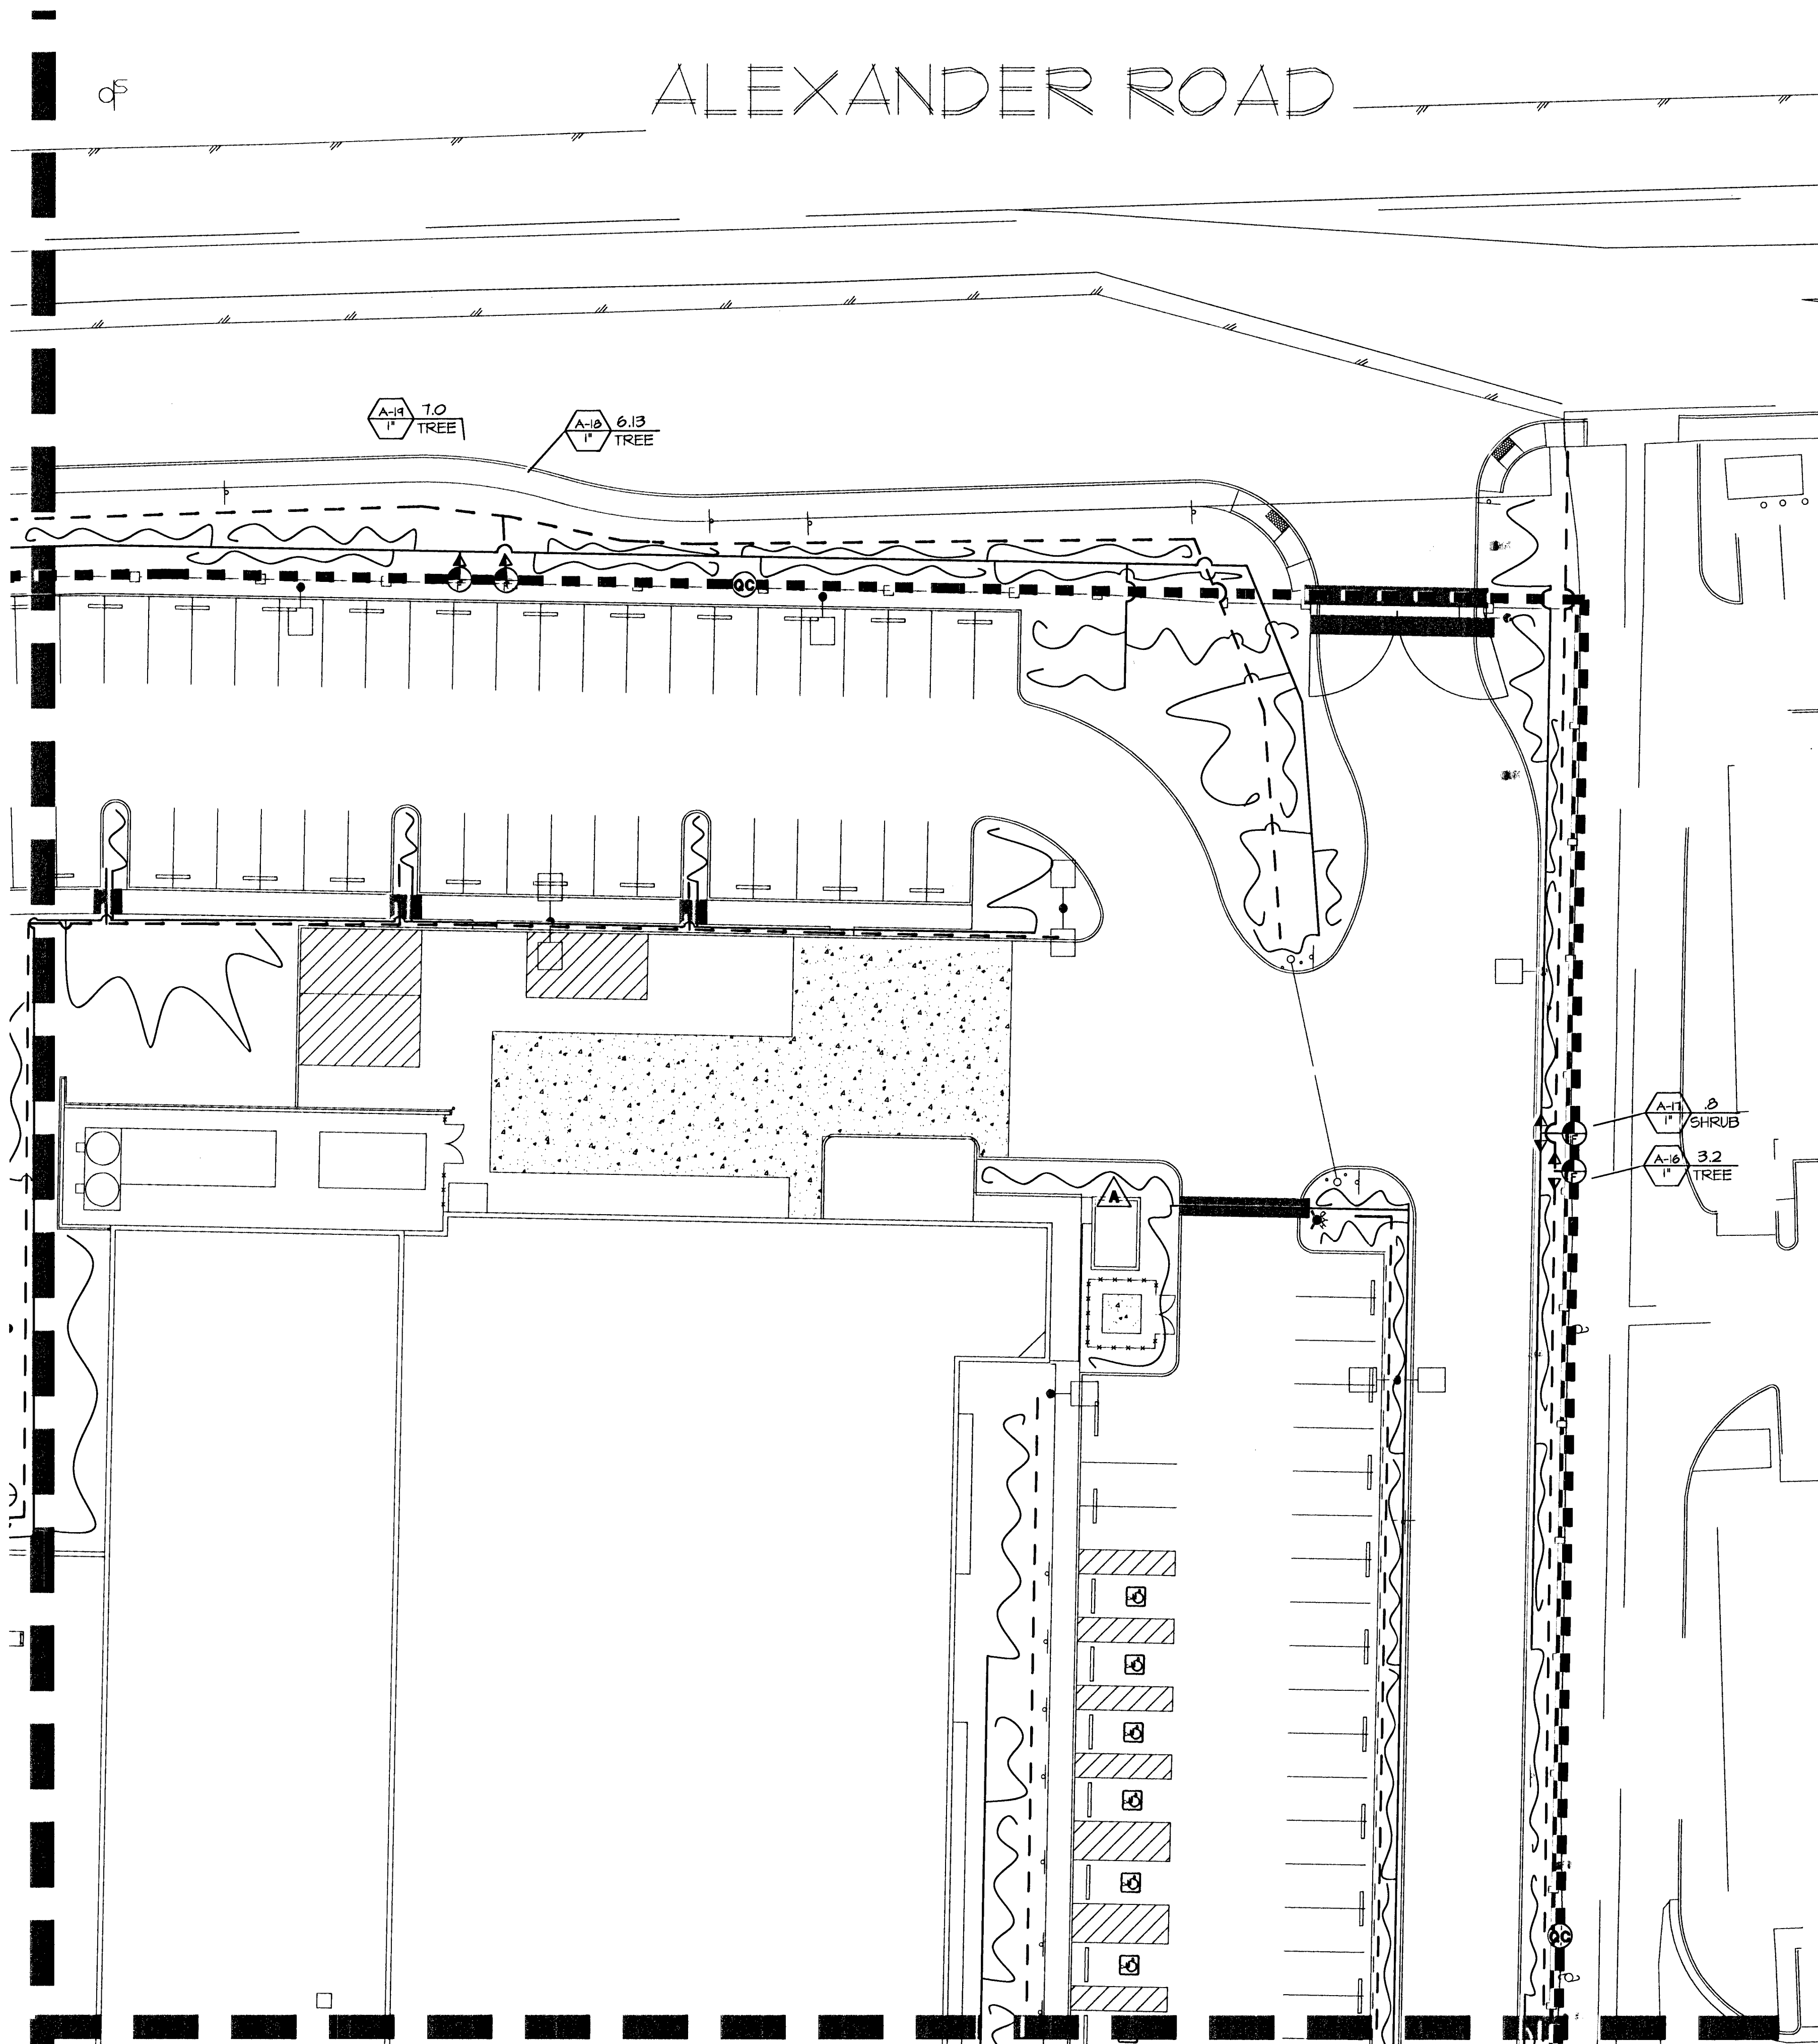 ALEXANDER ROAD
A-19 7.0
1" TREE
A-18 6.13
1" TREE
F
F
QC
A-17 .8
1" SHRUB
F
A-16 3.2
1" TREE
F
A
QC